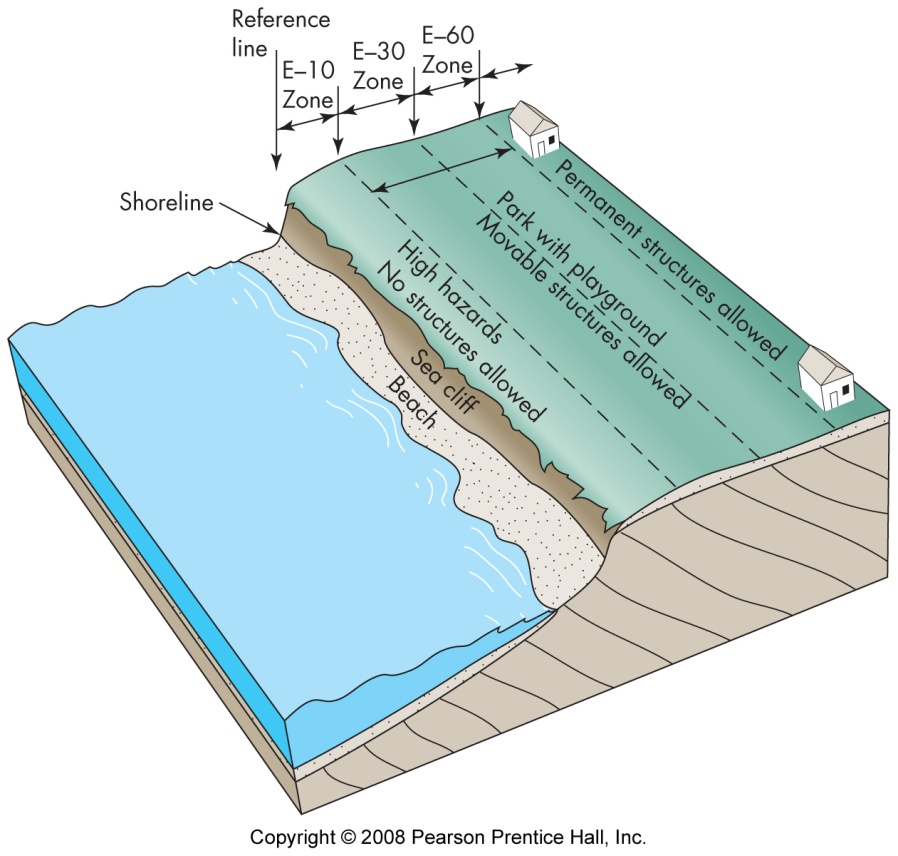 Reference
line
E–10
Zone
E–30
Zone
E–60
Zone
Shoreline
Permanent structures allowed
Park with playground
Movable structures allowed
High hazards
No structures allowed
Sea cliff
Beach
Copyright © 2008 Pearson Prentice Hall, Inc.